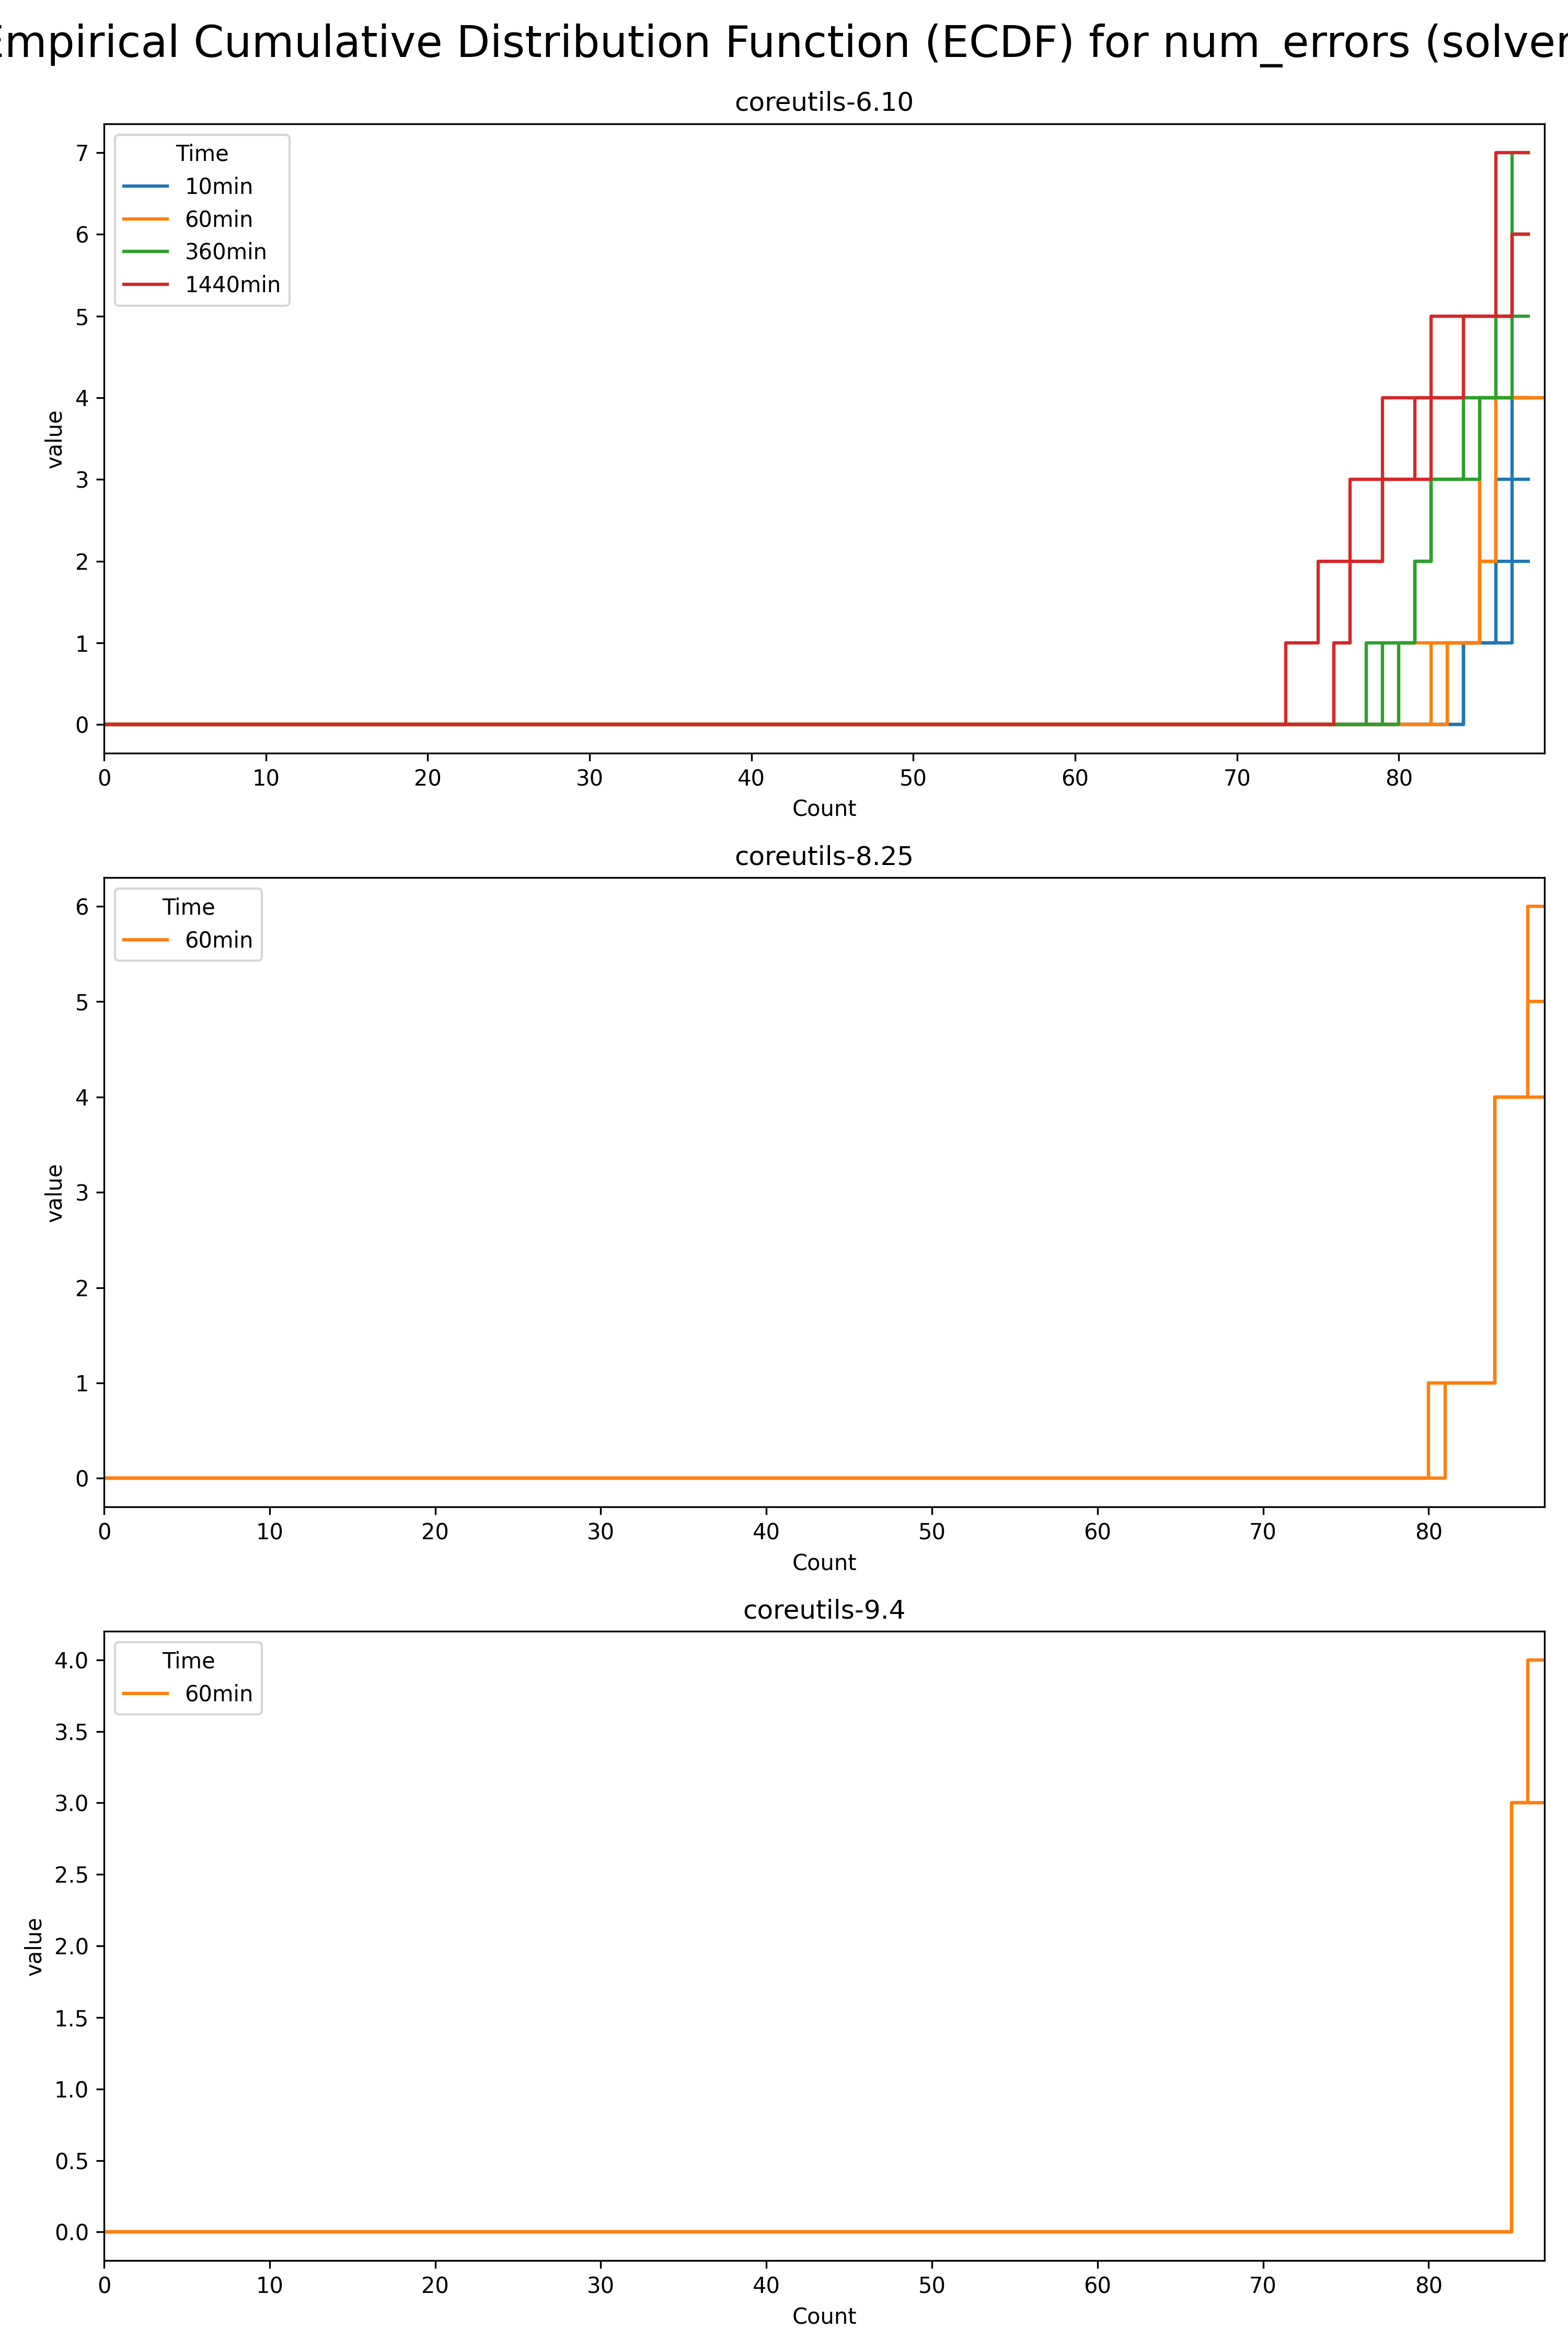 Empirical Cumulative Distribution Function (ECDF) for num_errors (solver
coreutils-6.10
Time
10min
60min
360min
1440min
value
7
6
5
4
3
2
1
0
0 10 20 30 40 50 60 70 80
Count
coreutils-8.25
Time
60min
value
6
5
4
3
2
1
0
0 10 20 30 40 50 60 70 80
Count
coreutils-9.4
Time
60min
value
4.0
3.5
3.0
2.5
2.0
1.5
1.0
0.5
0.0
0 10 20 30 40 50 60 70 80
Count